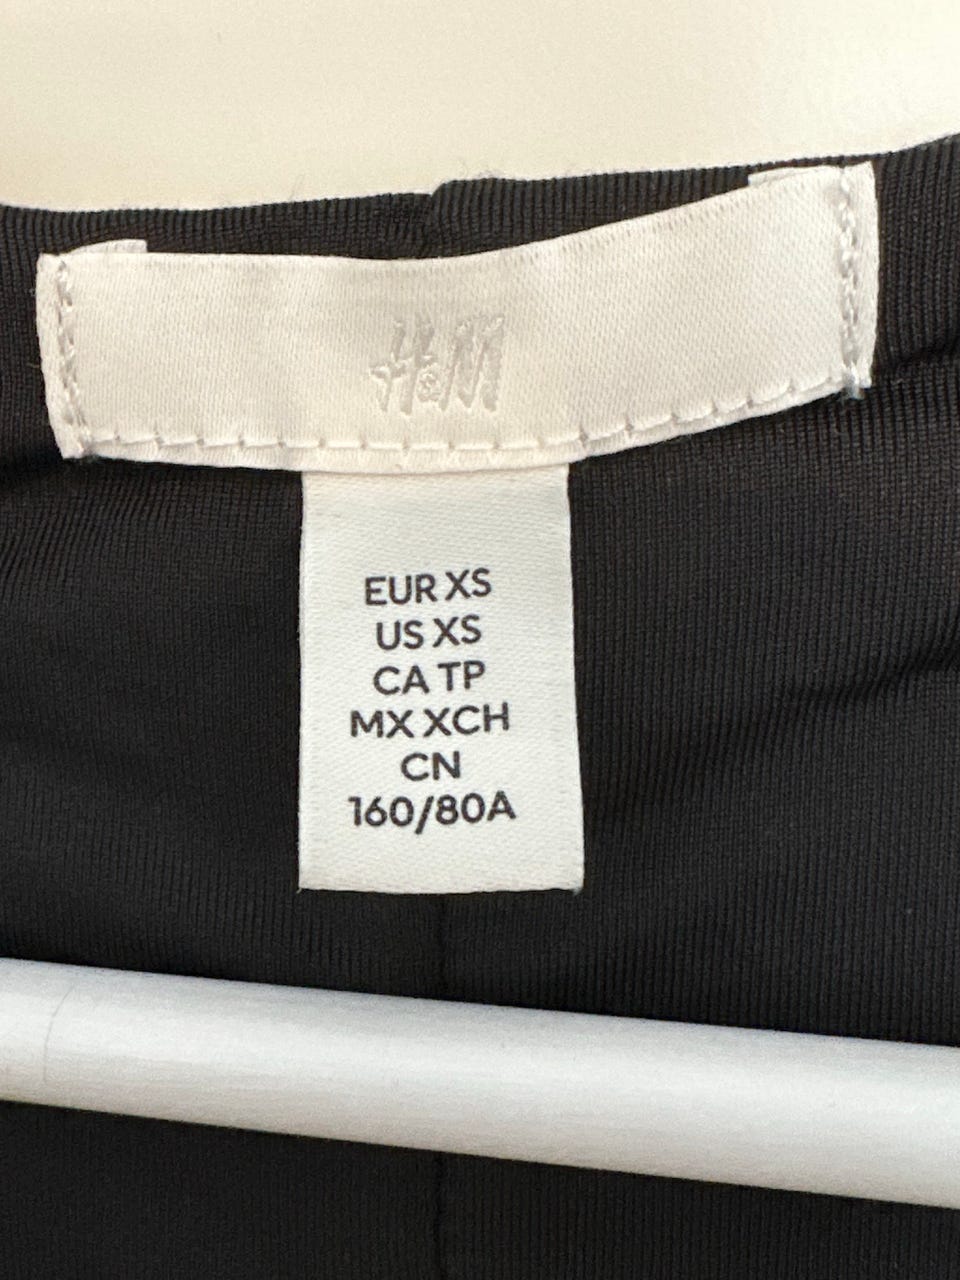 H&M
EUR XS
US XS
CA TP
MX XCH
CN
160/80A